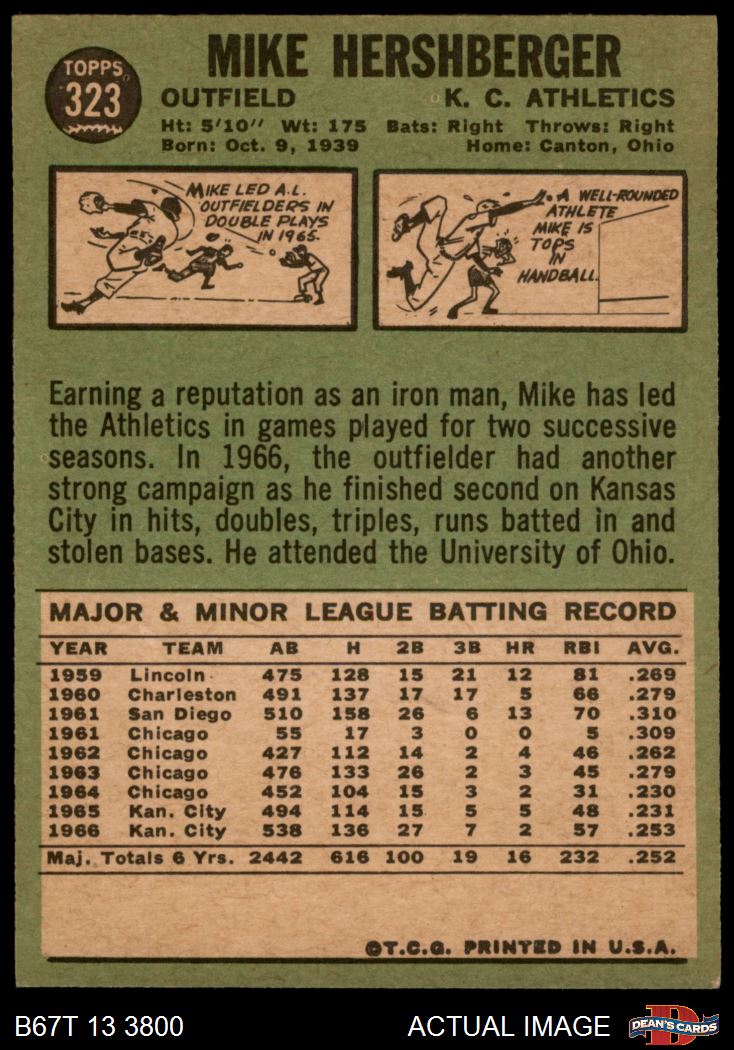 MIKE HERSHBERGER
TOPPS
323
OUTFIELD K. C. ATHLETICS
Ht: 5'10" Wt: 175 Bats: Right Throws: Right
Born: Oct. 9, 1939 Home: Canton, Ohio
MIKE LED A.L.
OUTFIELDERS IN
DOUBLE PLAYS
IN 1965.
A WELL-ROUNDED
ATHLETE
MIKE IS
TOPS
IN
HANDBALL.
Earning a reputation as an iron man, Mike has led
the Athletics in games played for two successive
seasons. In 1966, the outfielder had another
strong campaign as he finished second on Kansas
City in hits, doubles, triples, runs batted in and
stolen bases. He attended the University of Ohio.
MAJOR & MINOR LEAGUE BATTING RECORD
YEAR TEAM AB H 2B 3B HR RBI AVG.
1959 Lincoln 475 128 15 21 12 81 .269
1960 Charleston 491 137 17 17 5 66 .279
1961 San Diego 510 158 26 6 13 70 .310
1961 Chicago 55 17 3 0 0 5 .309
1962 Chicago 427 112 14 2 4 46 .262
1963 Chicago 476 133 26 2 3 45 .279
1964 Chicago 452 104 15 3 2 31 .230
1965 Kan. City 494 114 15 5 5 48 .231
1966 Kan. City 538 136 27 7 2 57 .253
Maj. Totals 6 Yrs. 2442 616 100 19 16 232 .252
©T.C.G. PRINTED IN U.S.A.
B67T 13 3800 ACTUAL IMAGE D DEAN'S CARDS